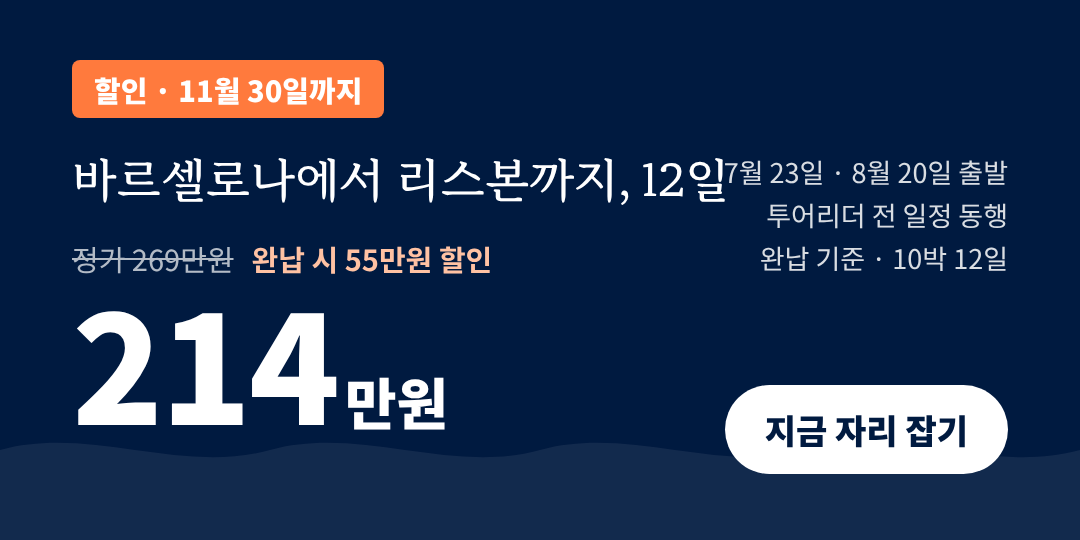 할인 · 11월 30일까지
바르셀로나에서 리스본까지, 12일
7월 23일 · 8월 20일 출발
투어리더 전 일정 동행
완납 기준 · 10박 12일
정가 269만원 완납 시 55만원 할인
214만원
지금 자리 잡기